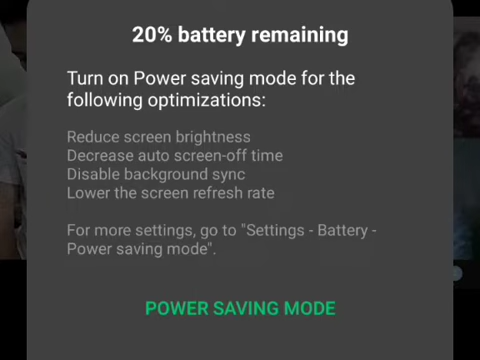 20% battery remaining
Turn on Power saving mode for the
following optimizations:
Reduce screen brightness
Decrease auto screen-off time
Disable background sync
Lower the screen refresh rate
For more settings, go to "Settings - Battery -
Power saving mode".
POWER SAVING MODE